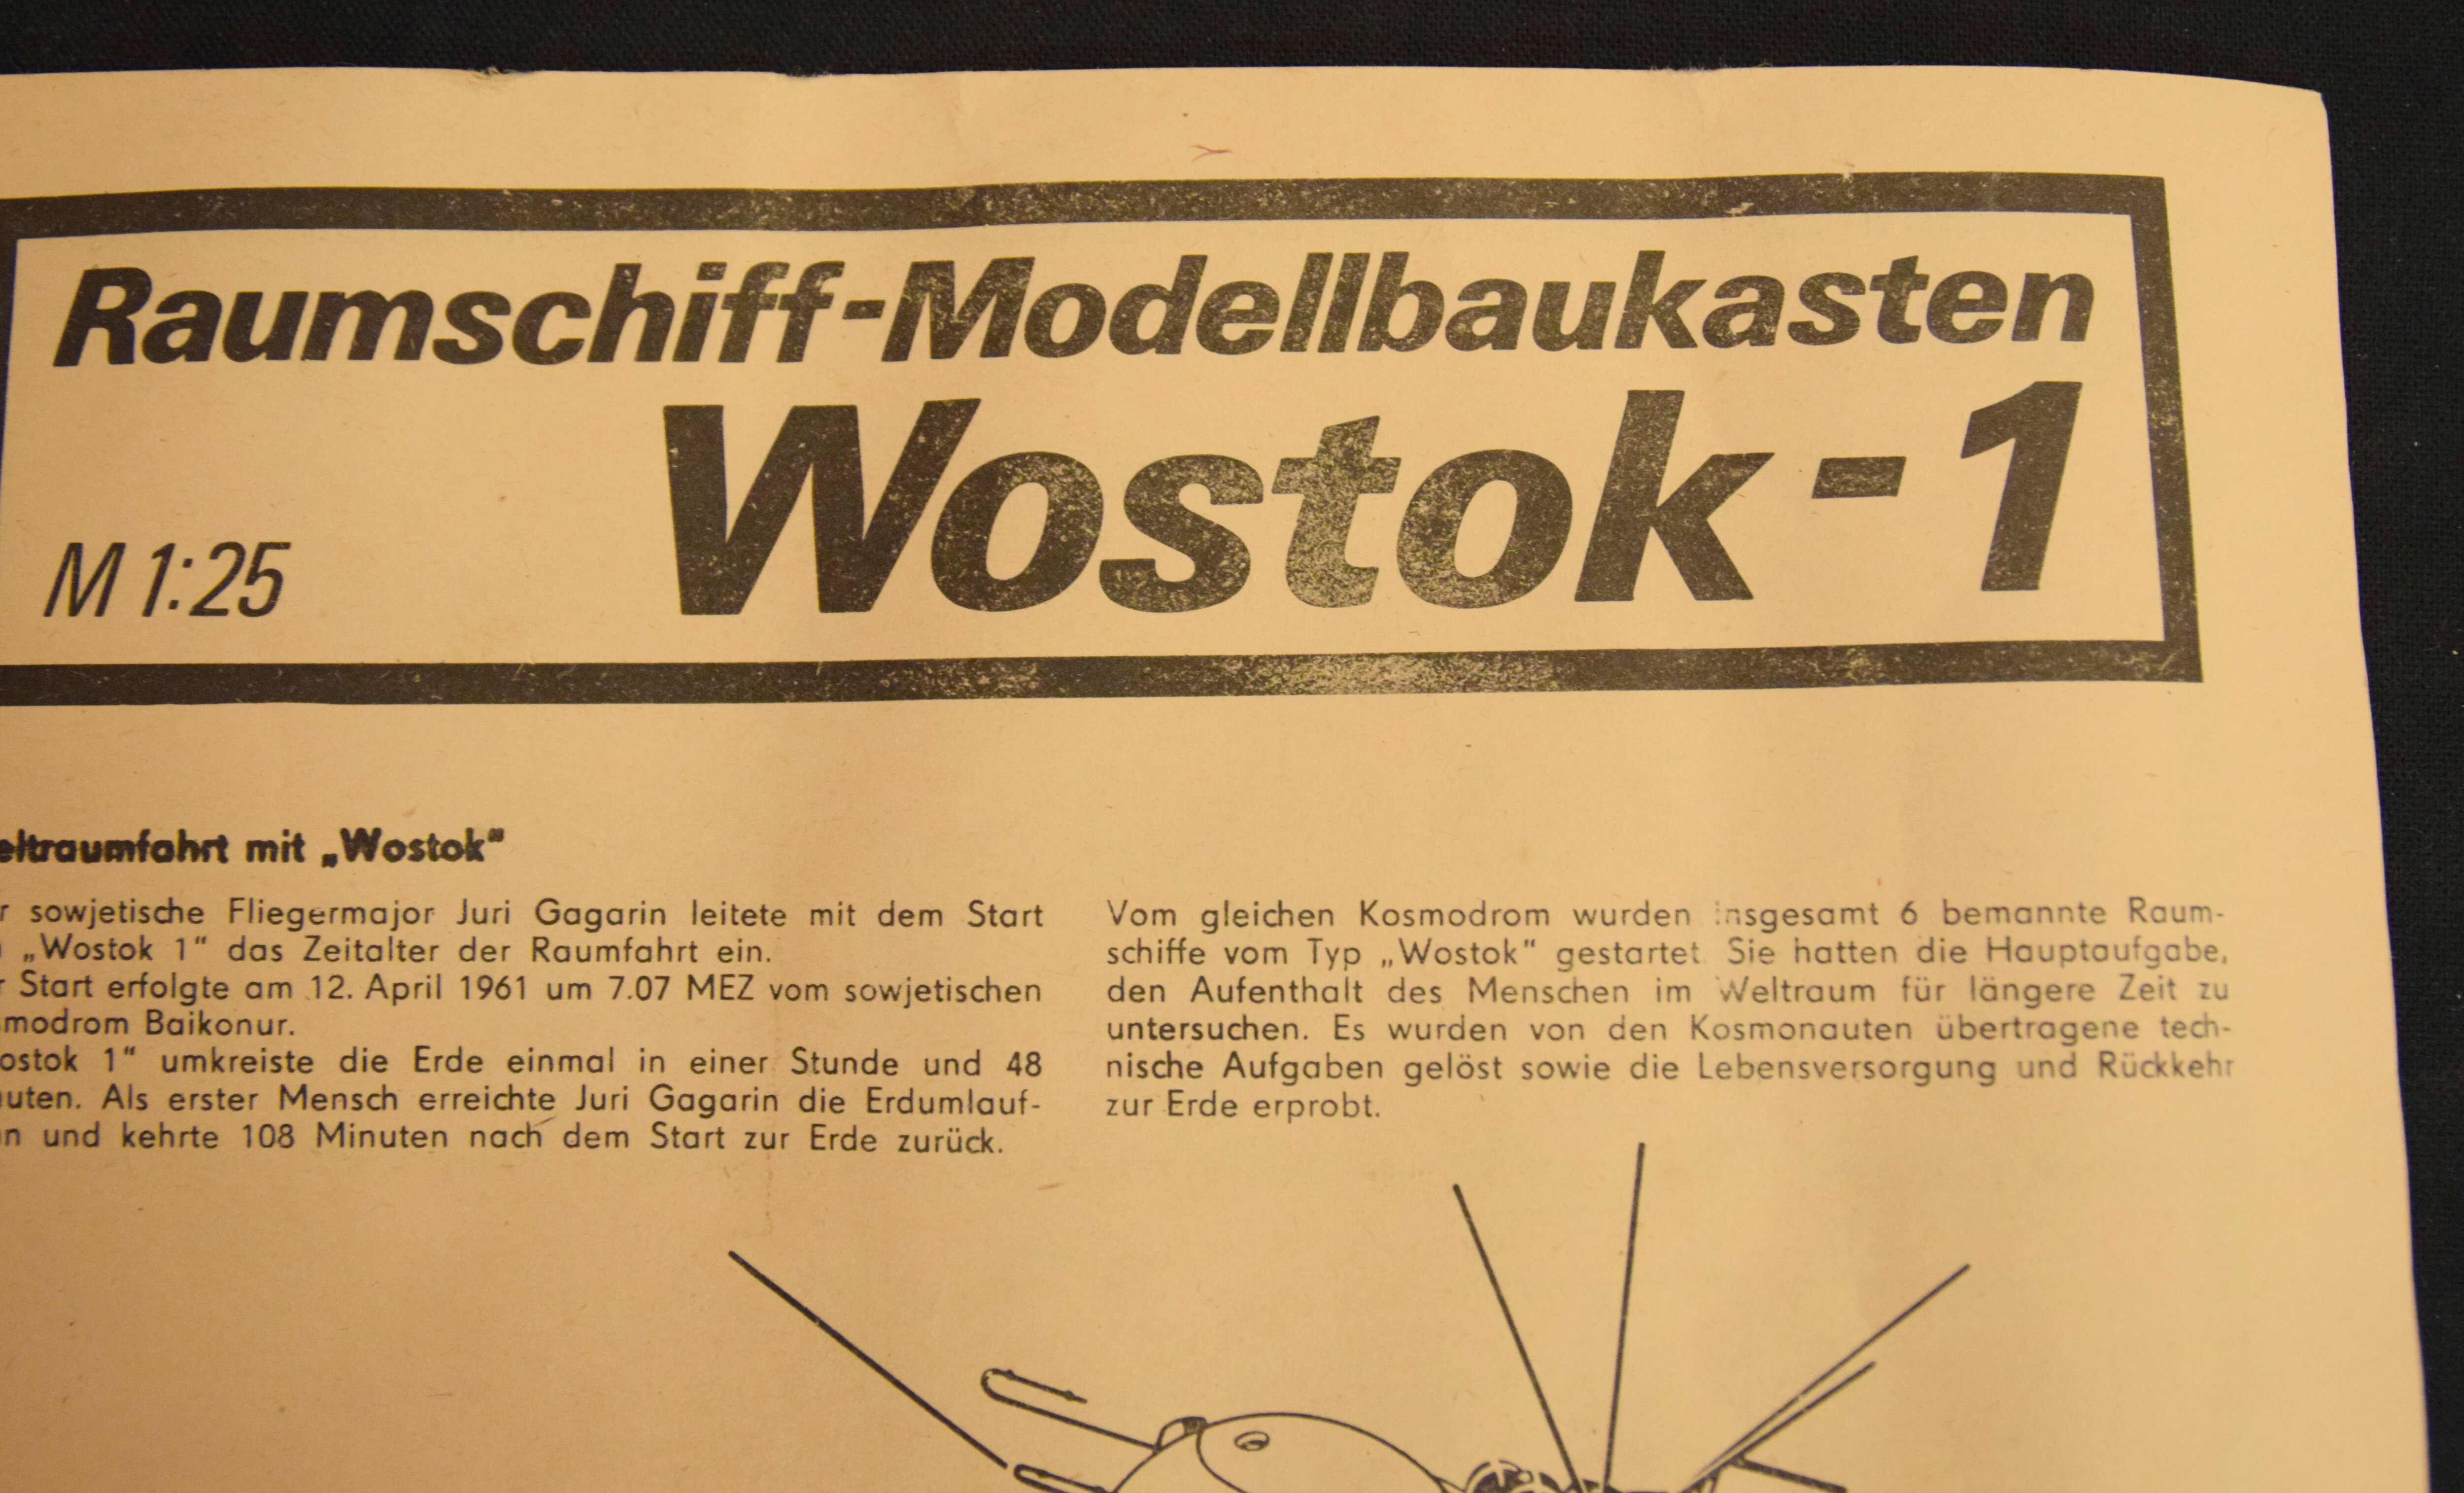 Raumschiff-Modellbaukasten
Wostok-1
M 1:25
eltraumfahrt mit „Wostok“
r sowjetische Fliegermajor Juri Gagarin leitete mit dem Start
„Wostok 1“ das Zeitalter der Raumfahrt ein.
r Start erfolgte am 12. April 1961 um 7.07 MEZ vom sowjetischen
smodrom Baikonur.
ostok 1“ umkreiste die Erde einmal in einer Stunde und 48
uten. Als erster Mensch erreichte Juri Gagarin die Erdumlauf-
n und kehrte 108 Minuten nach dem Start zur Erde zurück.
Vom gleichen Kosmodrom wurden insgesamt 6 bemannte Raum-
schiffe vom Typ „Wostok“ gestartet. Sie hatten die Hauptaufgabe,
den Aufenthalt des Menschen im Weltraum für längere Zeit zu
untersuchen. Es wurden von den Kosmonauten übertragene tech-
nische Aufgaben gelöst sowie die Lebensversorgung und Rückkehr
zur Erde erprobt.